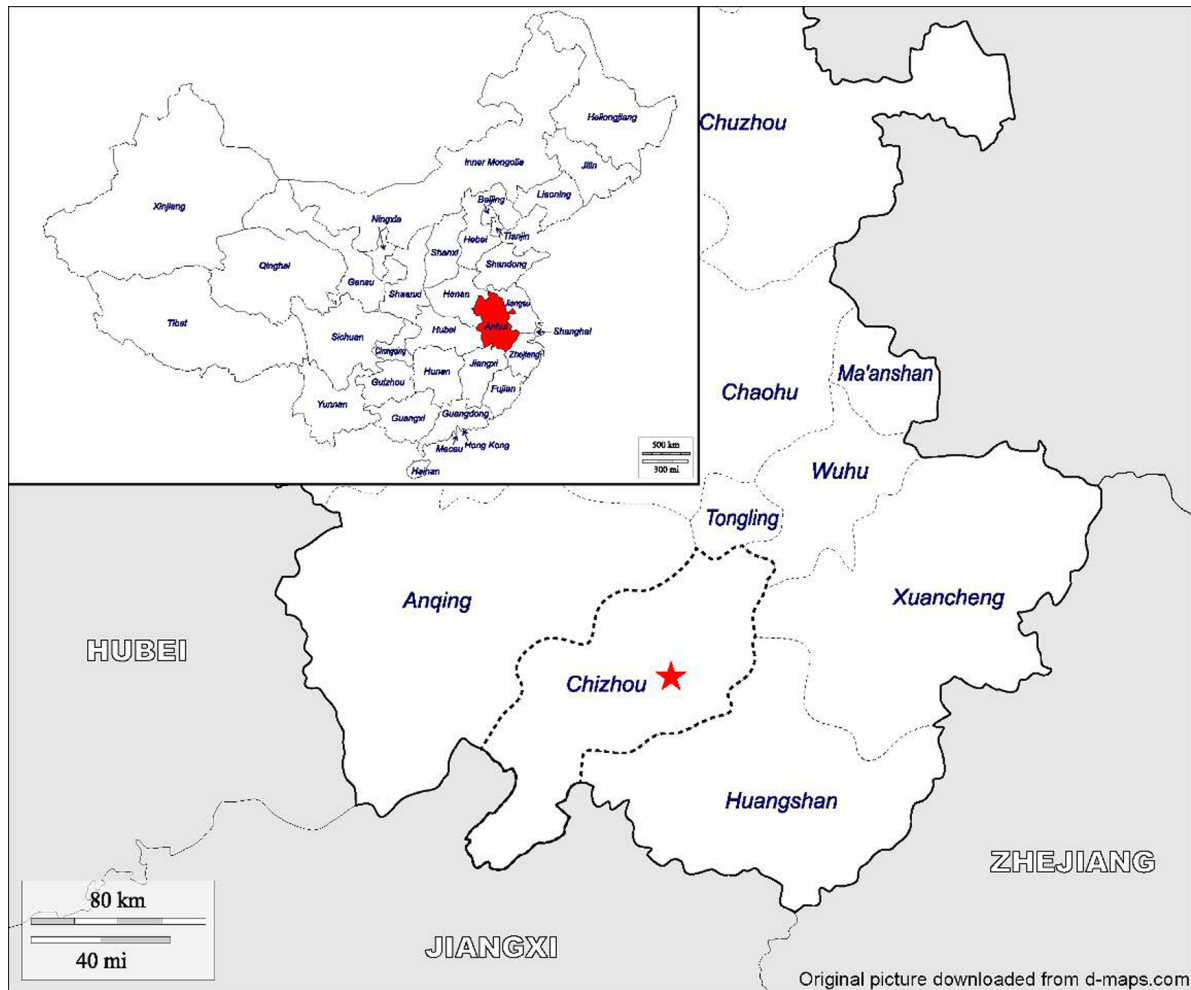 Heilongjiang
Jilin
Inner Mongolia
Liaoning
Beijing
Tianjin
Xinjiang
Ningxia
Hebei
Shanxi
Shandong
Qinghai
Gansu
Shaanxi
Henan
Jiangsu
Tibet
Sichuan
Hubei
Anhui
Shanghai
Chongqing
Zhejiang
Hunan
Jiangxi
Guizhou
Fujian
Yunnan
Guangxi
Guangdong
Macau
Hong Kong
Hainan
500 km
300 mi
Chuzhou
Ma'anshan
Chaohu
Wuhu
Tongling
Anqing
Xuancheng
HUBEI
Chizhou
Huangshan
ZHEJIANG
80 km
40 mi
JIANGXI
Original picture downloaded from d-maps.com